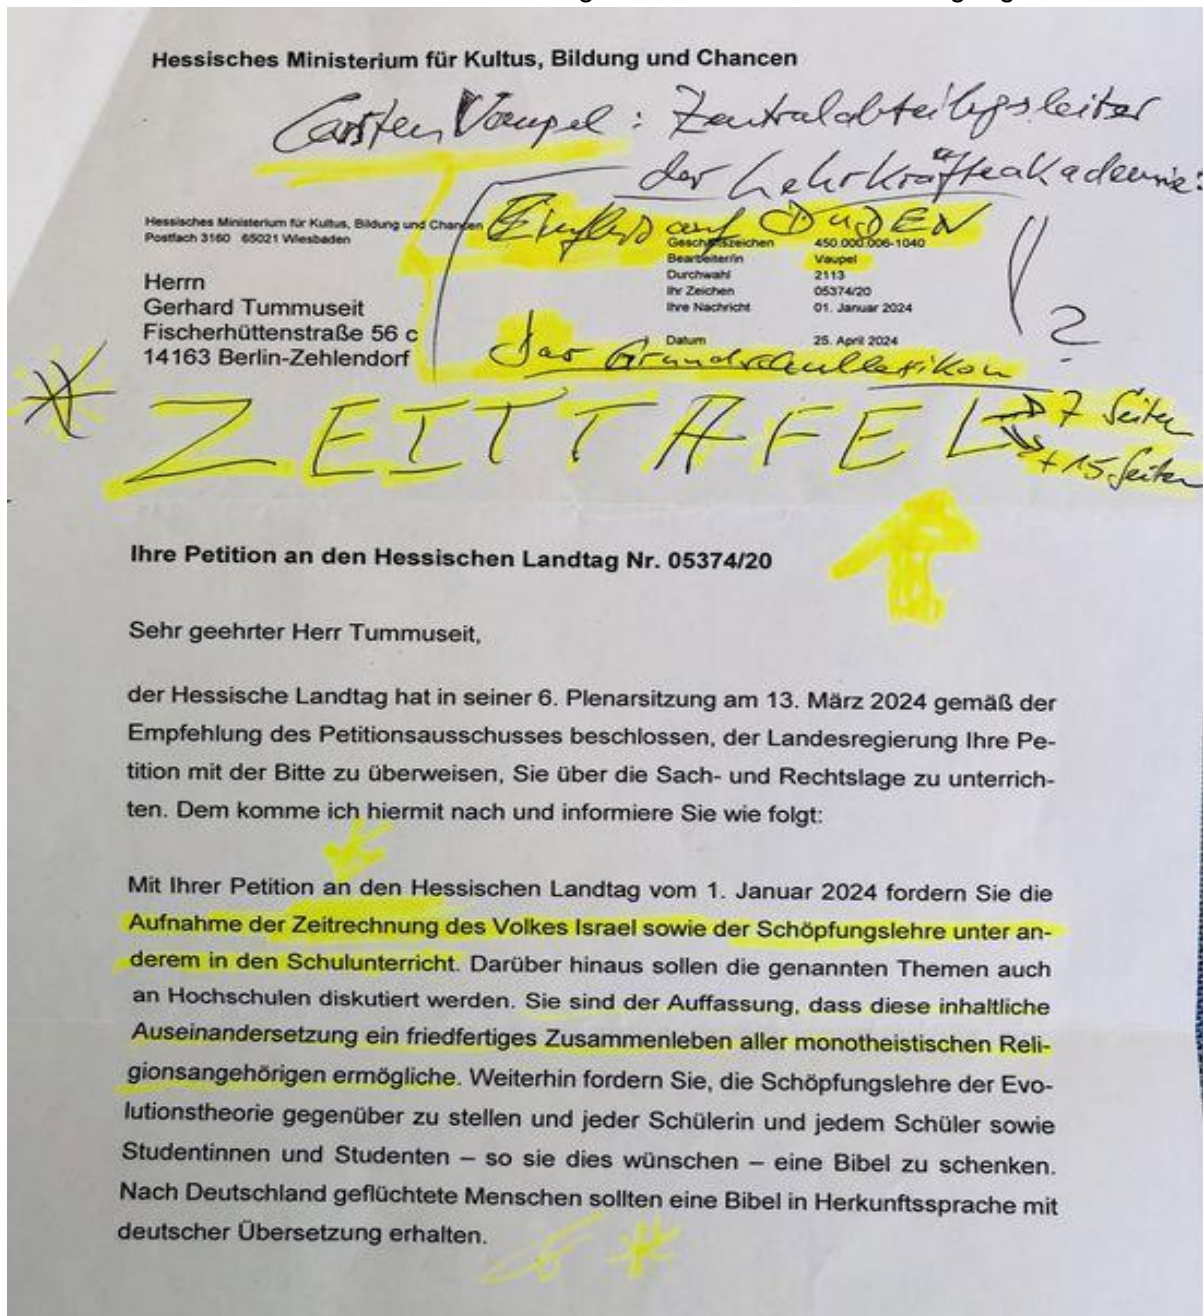 Hessisches Ministerium für Kultus, Bildung und Chancen
Carsten Vaupel: Zentralabteilungsleiter
der Lehrkräfteakademie
Hessisches Ministerium für Kultus, Bildung und Chancen
Postfach 3160 65021 Wiesbaden
Einfluss auf DUDEN
Geschäftszeichen 450.000.006-1040
Bearbeiter/in Vaupel
Durchwahl 2113
Ihr Zeichen 05374/20
Ihre Nachricht 01. Januar 2024
Datum 25. April 2024
Herrn
Gerhard Tummuseit
Fischerhüttenstraße 56 c
14163 Berlin-Zehlendorf
?
Das Grundschullexikon
* ZEITTAFEL → 7 Seiten
+ 15 Seiten
Ihre Petition an den Hessischen Landtag Nr. 05374/20
Sehr geehrter Herr Tummuseit,
der Hessische Landtag hat in seiner 6. Plenarsitzung am 13. März 2024 gemäß der
Empfehlung des Petitionsausschusses beschlossen, der Landesregierung Ihre Pe-
tition mit der Bitte zu überweisen, Sie über die Sach- und Rechtslage zu unterrich-
ten. Dem komme ich hiermit nach und informiere Sie wie folgt:
Mit Ihrer Petition an den Hessischen Landtag vom 1. Januar 2024 fordern Sie die
Aufnahme der Zeitrechnung des Volkes Israel sowie der Schöpfungslehre unter an-
derem in den Schulunterricht. Darüber hinaus sollen die genannten Themen auch
an Hochschulen diskutiert werden. Sie sind der Auffassung, dass diese inhaltliche
Auseinandersetzung ein friedfertiges Zusammenleben aller monotheistischen Reli-
gionsangehörigen ermögliche. Weiterhin fordern Sie, die Schöpfungslehre der Evo-
lutionstheorie gegenüber zu stellen und jeder Schülerin und jedem Schüler sowie
Studentinnen und Studenten – so sie dies wünschen – eine Bibel zu schenken.
Nach Deutschland geflüchtete Menschen sollten eine Bibel in Herkunftssprache mit
deutscher Übersetzung erhalten.